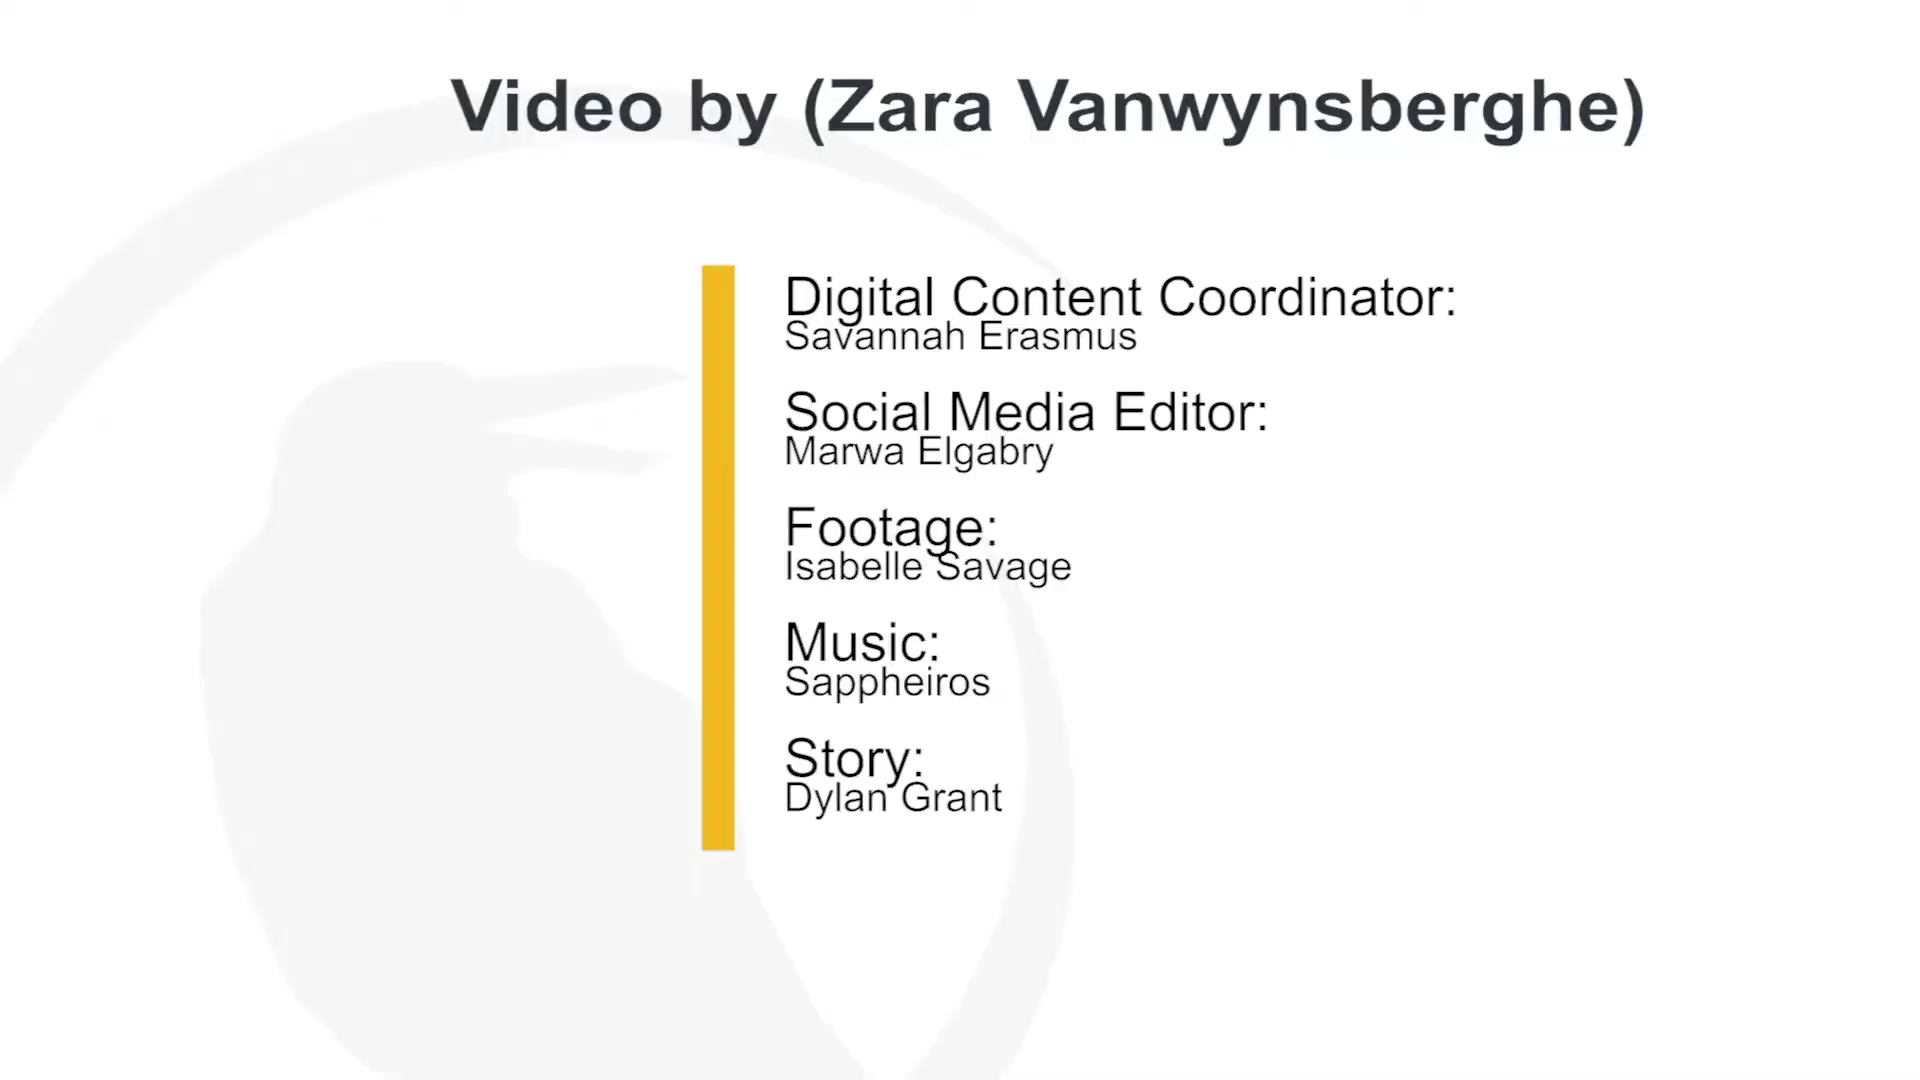 Video by (Zara Vanwynsberghe)
Digital Content Coordinator:
Savannah Erasmus
Social Media Editor:
Marwa Elgabry
Footage:
Isabelle Savage
Music:
Sappheiros
Story:
Dylan Grant